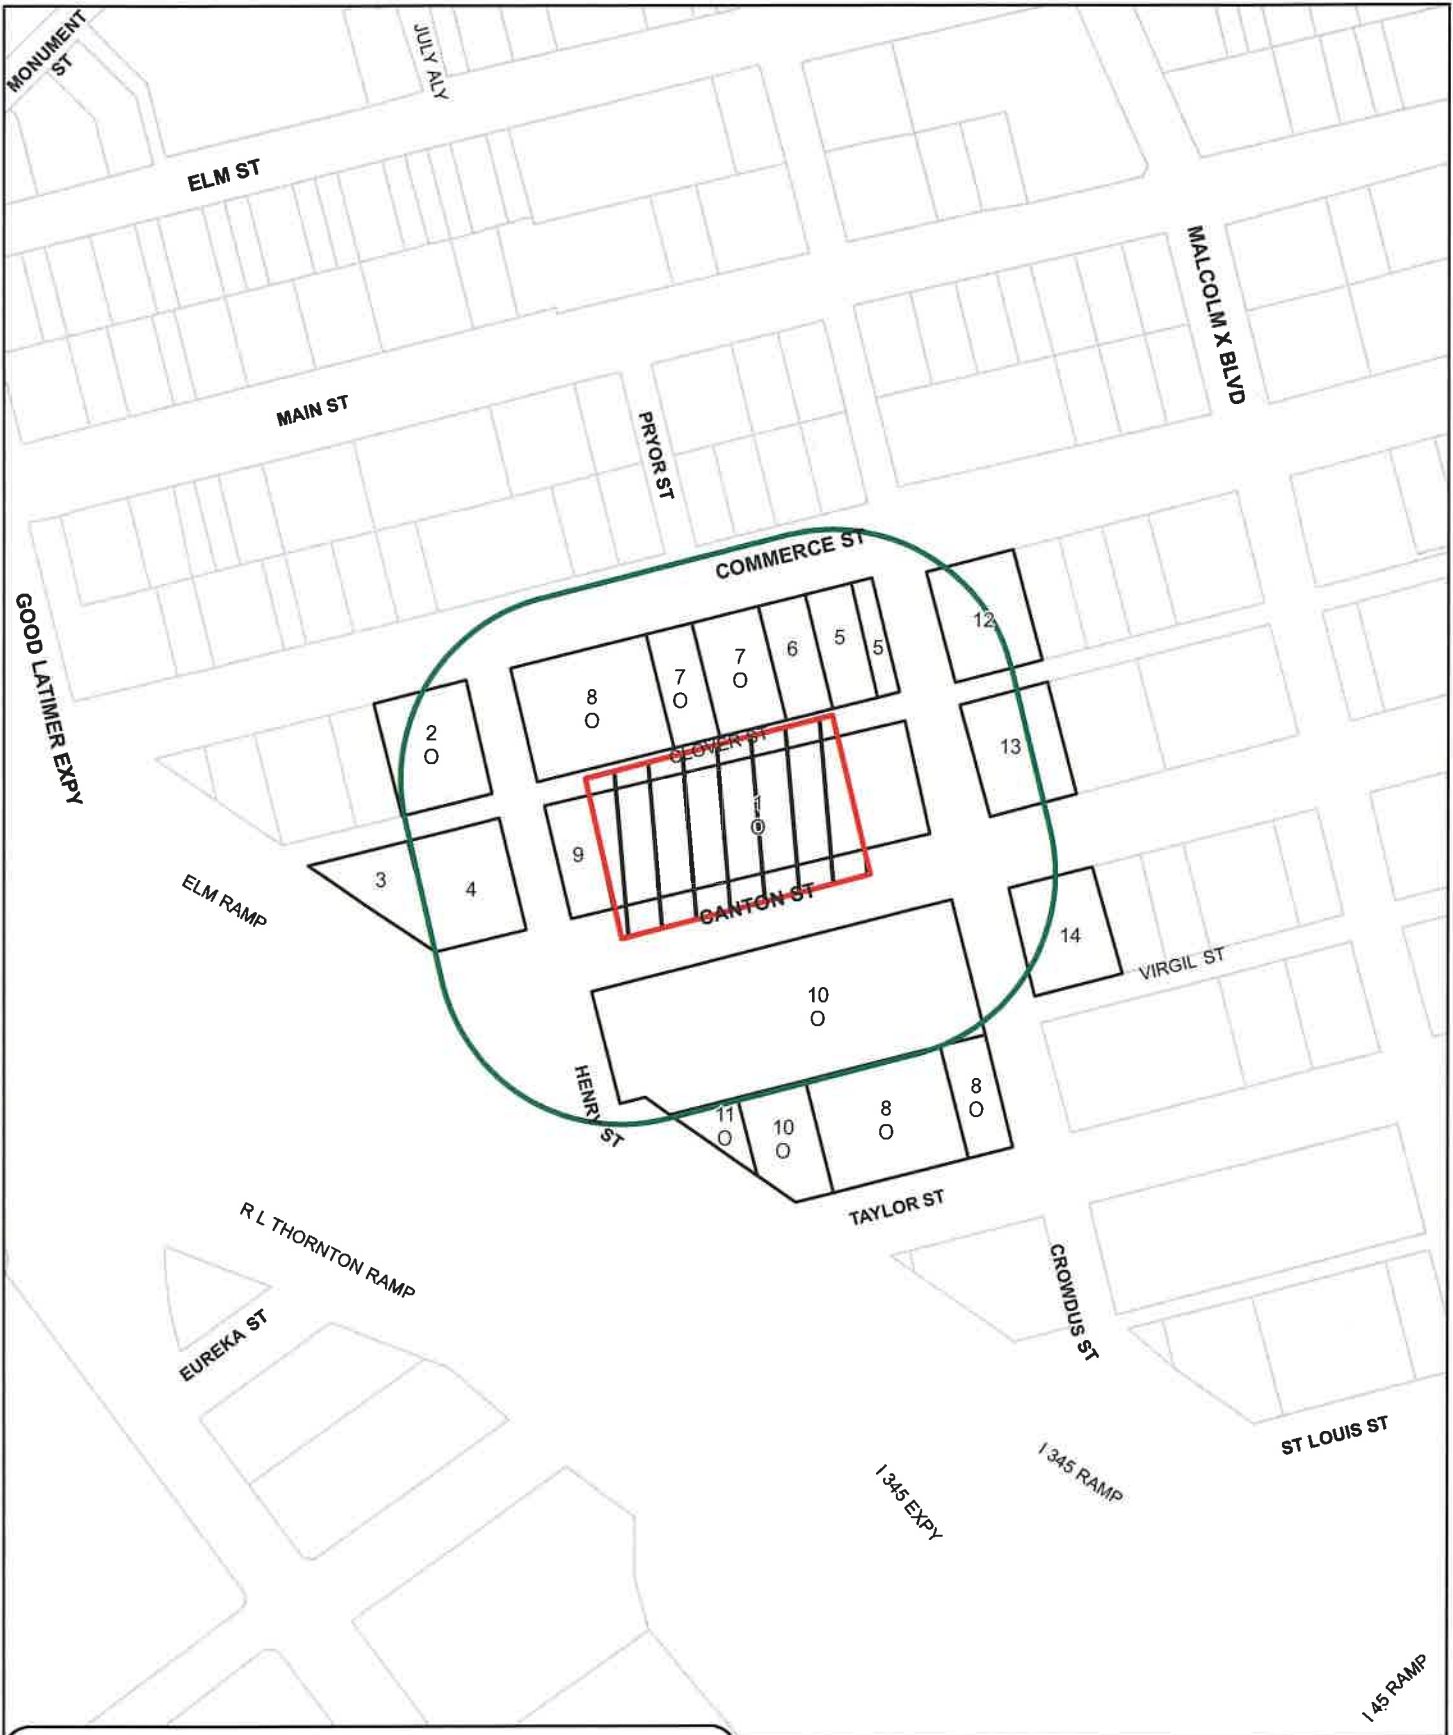 MONUMENT
ST
JULY ALY
ELM ST
MALCOLM X BLVD
MAIN ST
PRYOR ST
COMMERCE ST
GOOD LATIMER EXPY
12
5
6
5
7
O
7
O
8
O
2
O
CLOVER ST
13
1
O
9
3
4
ELM RAMP
CANTON ST
14
VIRGIL ST
10
O
HENRY ST
8
O
11
O
10
O
8
O
TAYLOR ST
R L THORNTON RAMP
CROWDUS ST
EUREKA ST
ST LOUIS ST
I 345 RAMP
I 345 EXPY
I 45 RAMP